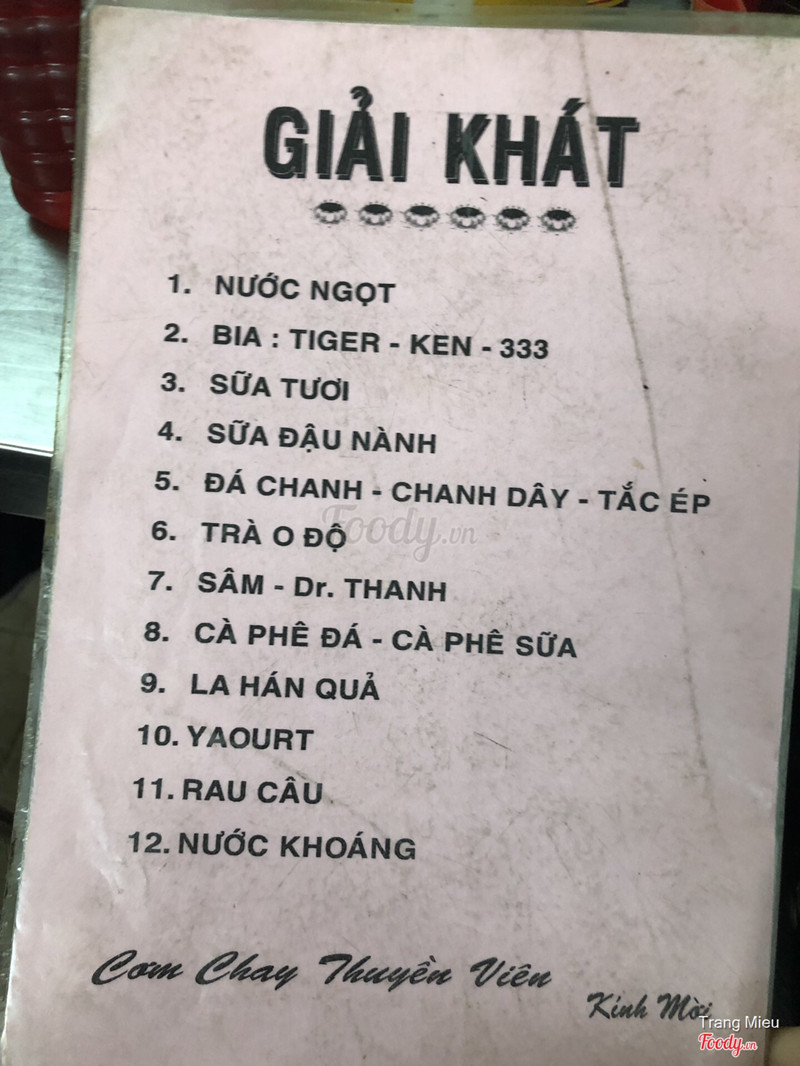 GIẢI KHÁT
1. NƯỚC NGỌT
2. BIA : TIGER - KEN - 333
3. SỮA TƯƠI
4. SỮA ĐẬU NÀNH
5. ĐÁ CHANH - CHANH DÂY - TẮC ÉP
Foody.vn
6. TRÀ O ĐỘ
7. SÂM - Dr. THANH
8. CÀ PHÊ ĐÁ - CÀ PHÊ SỮA
9. LA HÁN QUẢ
10. YAOURT
11. RAU CÂU
12. NƯỚC KHOÁNG
Cơm Chay Thuyền Viên
Kính Mời
Trang Mieu
Foody.vn